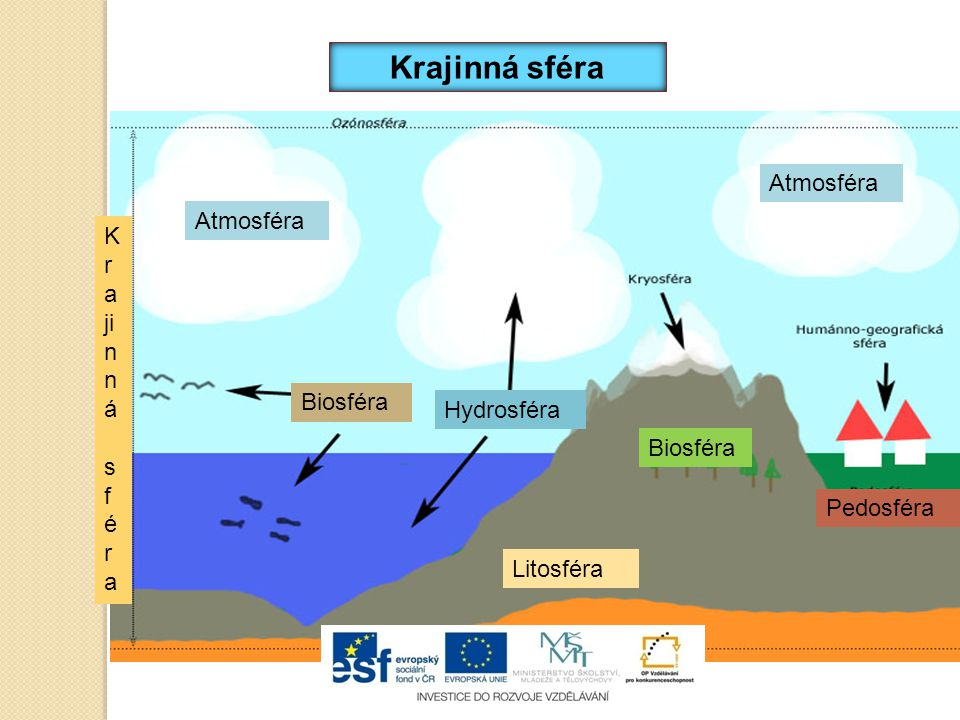 Krajinná sféra
Ozónosféra
Atmosféra
Atmosféra
K
r
a
ji
n
n
á
s
f
é
r
a
Kryosféra
Humánno-geografická
sféra
Biosféra
Hydrosféra
Biosféra
Pedosféra
Litosféra
esf evropský
sociální
fond v ČR
EVROPSKÁ UNIE
MINISTERSTVO ŠKOLSTVÍ,
MLÁDEŽE A TĚLOVÝCHOVY
OP Vzdělávání
pro konkurenceschopnost
INVESTICE DO ROZVOJE VZDĚLÁVÁNÍ